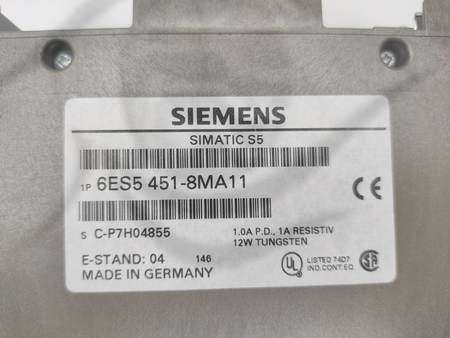 SIEMENS
SIMATIC S5
1P 6ES5 451-8MA11
CE
S C-P7H04855
1.0A P.D., 1A RESISTIV
12W TUNGSTEN
E-STAND: 04 146
MADE IN GERMANY
UL LISTED 74D7
IND.CONT.EQ.